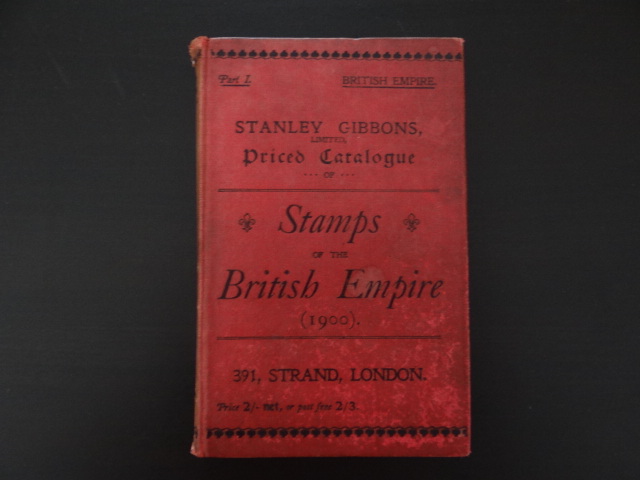 Part I.
BRITISH EMPIRE.
STANLEY GIBBONS,
LIMITED,
Priced Catalogue
··· OF ···
Stamps
OF THE
British Empire
(1900).
391, STRAND, LONDON.
Price 2/- net, or post free 2/3.